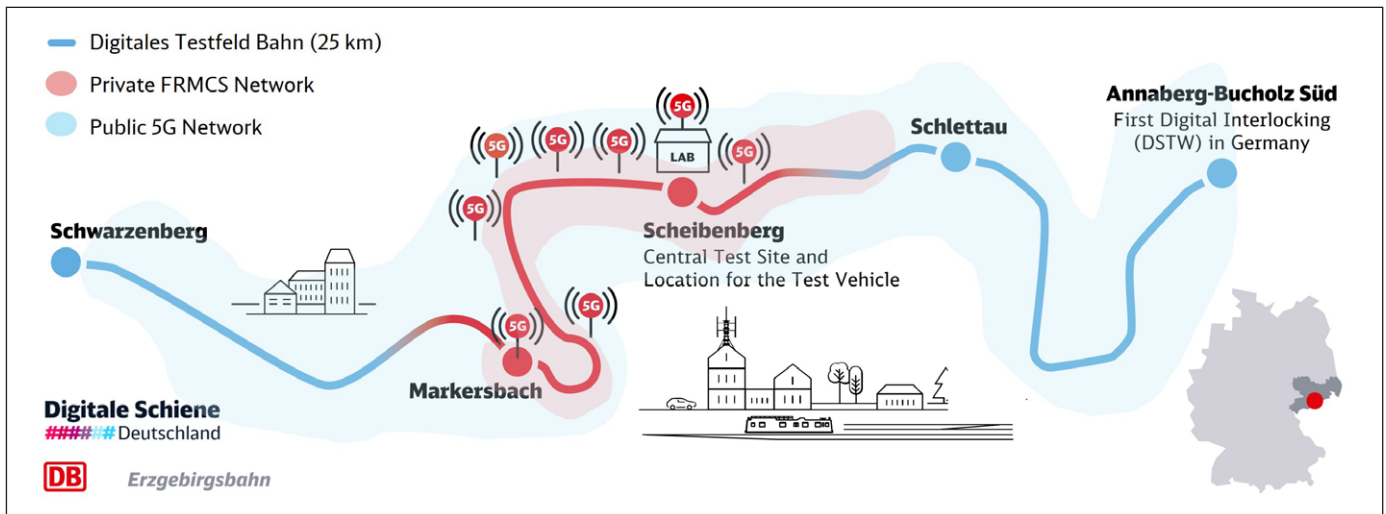 Digitales Testfeld Bahn (25 km)
Private FRMCS Network
Public 5G Network
5G
5G
5G
5G
5G
5G
5G
5G
LAB
Schwarzenberg
Markersbach
Scheibenberg
Central Test Site and
Location for the Test Vehicle
Schlettau
Annaberg-Bucholz Süd
First Digital Interlocking
(DSTW) in Germany
Digitale Schiene
###### Deutschland
DB
Erzgebirgsbahn